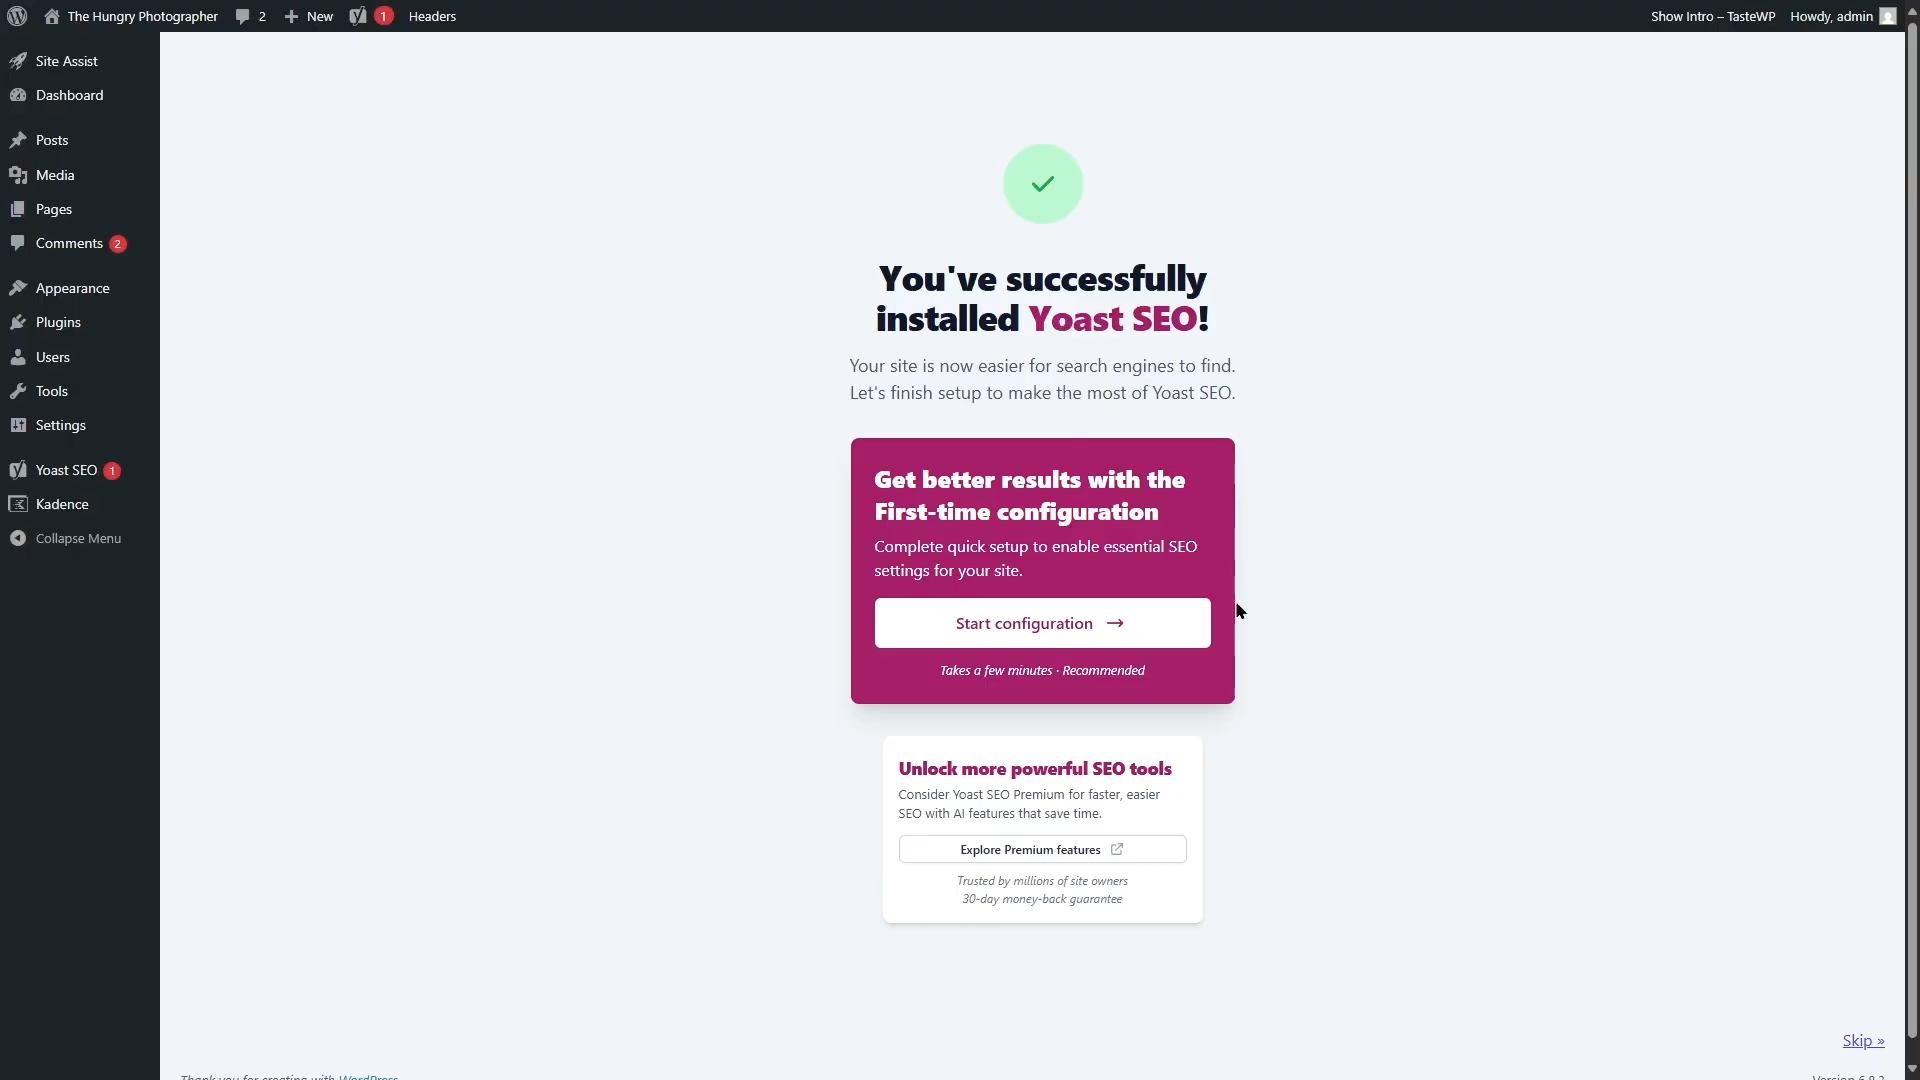 The Hungry Photographer 2 New 1 Headers Show Intro – TasteWP Howdy, admin
Site Assist
Dashboard
Posts
Media
Pages
Comments 2
Appearance
Plugins
Users
Tools
Settings
Yoast SEO 1
Kadence
Collapse Menu
You've successfully
installed Yoast SEO!
Your site is now easier for search engines to find.
Let's finish setup to make the most of Yoast SEO.
Get better results with the
First-time configuration
Complete quick setup to enable essential SEO
settings for your site.
Start configuration →
Takes a few minutes · Recommended
Unlock more powerful SEO tools
Consider Yoast SEO Premium for faster, easier
SEO with AI features that save time.
Explore Premium features
Trusted by millions of site owners
30-day money-back guarantee
Skip »
Thank you for creating with WordPress